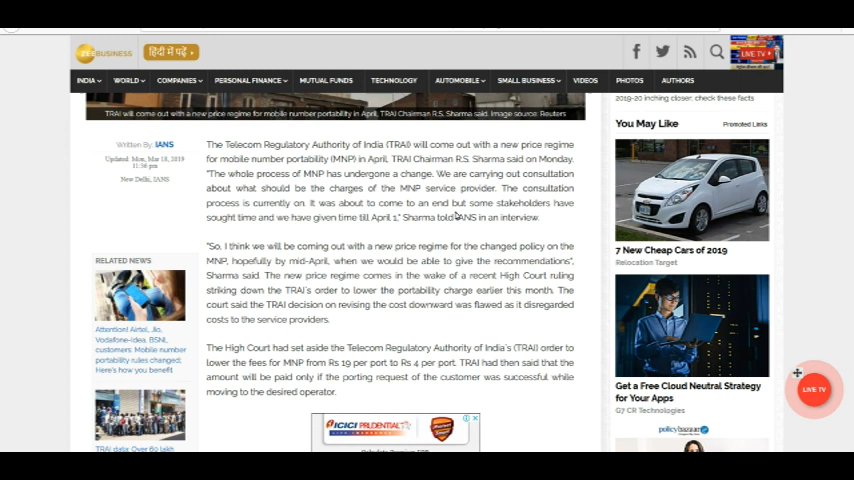 ZEEBUSINESS
हिंदी में पढ़ें
LIVE TV
INDIA
WORLD
COMPANIES
PERSONAL FINANCE
MUTUAL FUNDS
TECHNOLOGY
AUTOMOBILE
SMALL BUSINESS
VIDEOS
PHOTOS
AUTHORS
TRAI will come out with a new price regime for mobile number portability in April, TRAI Chairman R.S. Sharma said. Image source: Reuters
Written By: IANS
Updated: Mon, Mar 18, 2019
11:36 pm
New Delhi, IANS
The Telecom Regulatory Authority of India (TRAI) will come out with a new price regime
for mobile number portability (MNP) in April, TRAI Chairman R.S. Sharma said on Monday.
"The whole process of MNP has undergone a change. We are carrying out consultation
about what should be the charges of the MNP service provider. The consultation
process is currently on. It was about to come to an end but some stakeholders have
sought time and we have given time till April 1," Sharma told IANS in an interview.
"So, I think we will be coming out with a new price regime for the changed policy on the
MNP, hopefully by mid-April, when we would be able to give the recommendations",
Sharma said. The new price regime comes in the wake of a recent High Court ruling
striking down the TRAI's order to lower the portability charge earlier this month. The
court said the TRAI decision on revising the cost downward was flawed as it disregarded
costs to the service providers.
The High Court had set aside the Telecom Regulatory Authority of India's (TRAI) order to
lower the fees for MNP from Rs 19 per port to Rs 4 per port. TRAI had then said that the
amount will be paid only if the porting request of the customer was successful while
moving to the desired operator.
RELATED NEWS
Attention! Airtel, Jio,
Vodafone-Idea, BSNL
customers: Mobile number
portability rules changed;
Here's how you benefit
TRAI data: Over 60 lakh
ICICI PRUDENTIAL
LIFE INSURANCE
2019-20 inching closer, check these facts
You May Like
Promoted Links
7 New Cheap Cars of 2019
Relocation Target
Get a Free Cloud Neutral Strategy
for Your Apps
G7 CR Technologies
policybazaar
LIVE TV